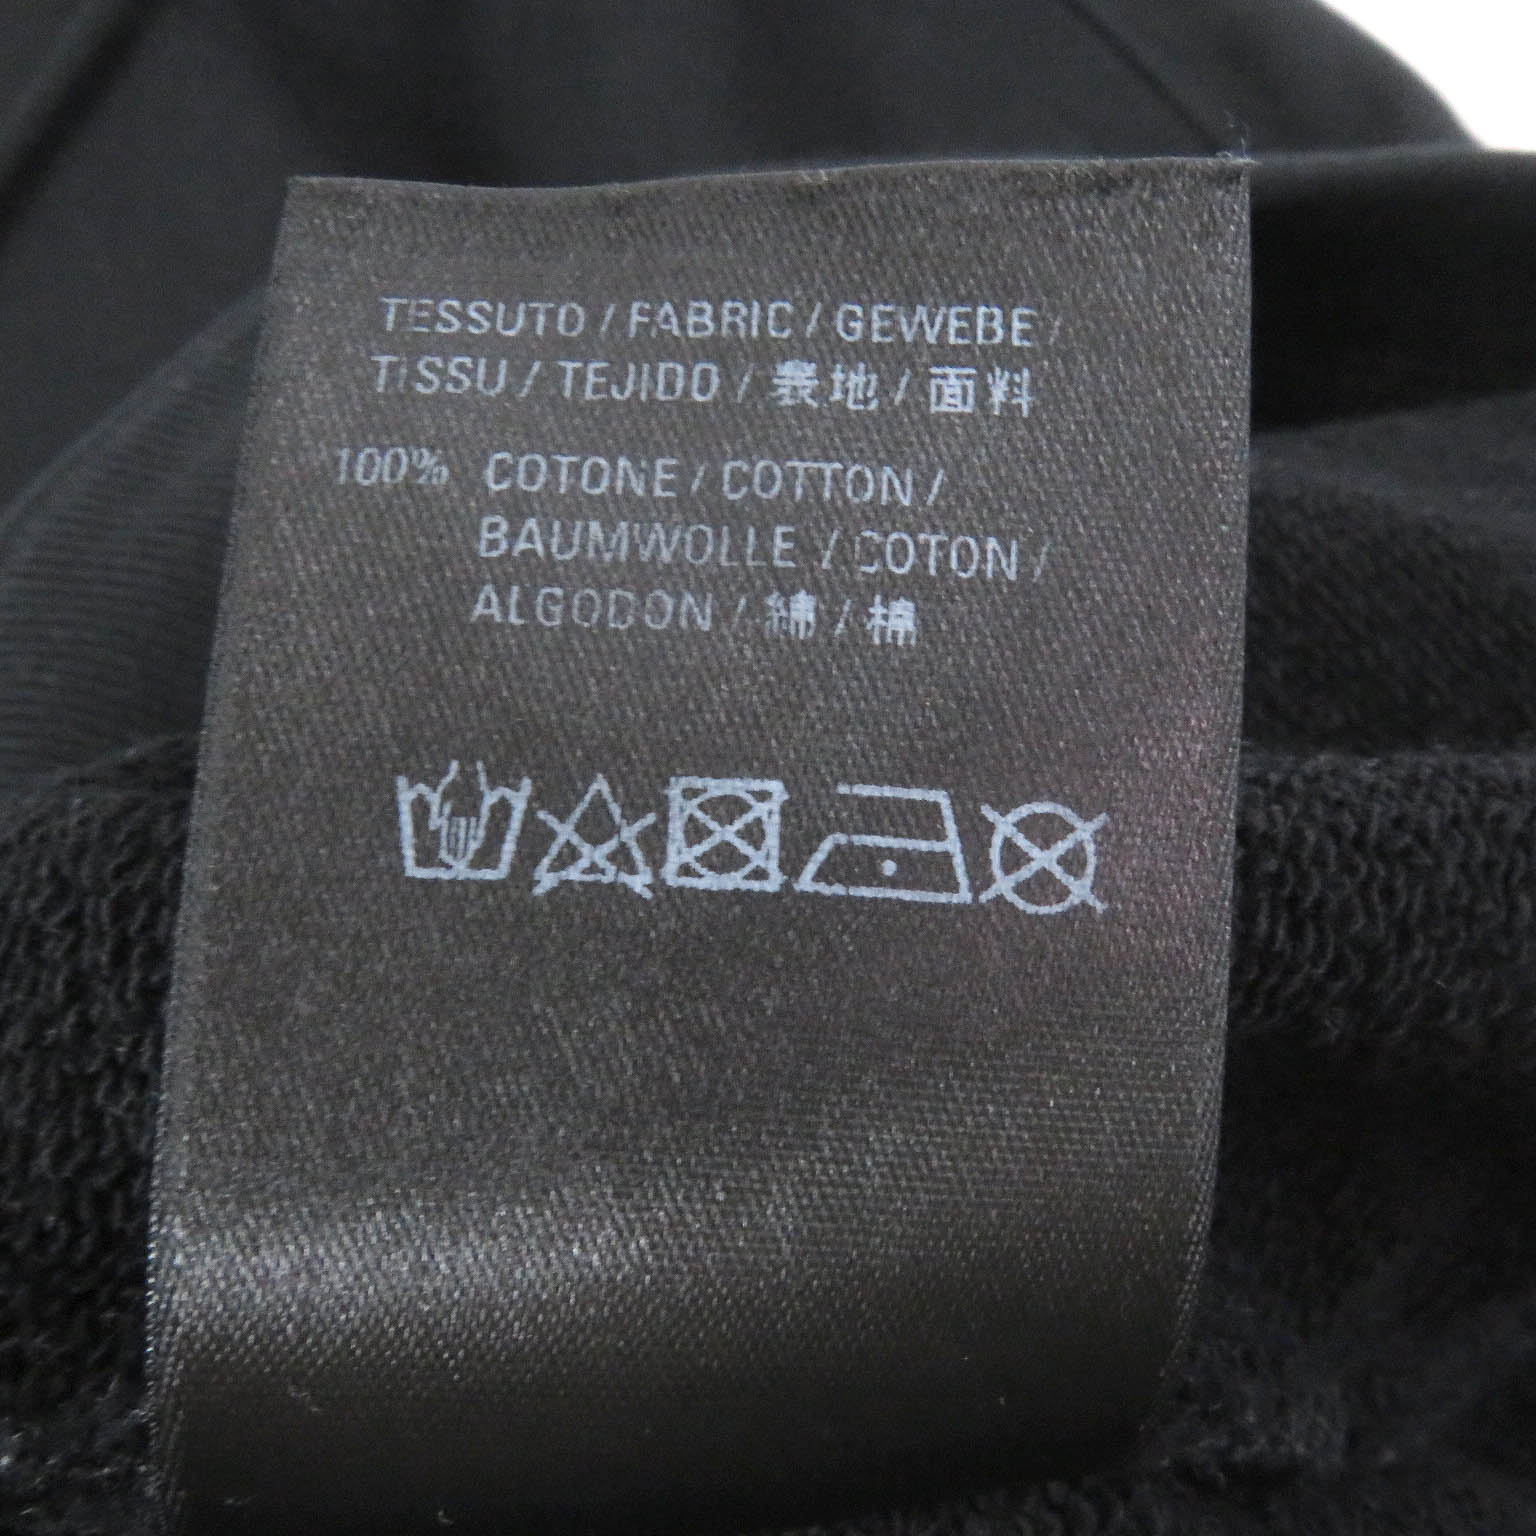 TESSUTO / FABRIC / GEWEBE /
TISSU / TEJIDO / 表地 / 面料
100% COTONE / COTTON /
BAUMWOLLE / COTON /
ALGODON / 綿 / 棉